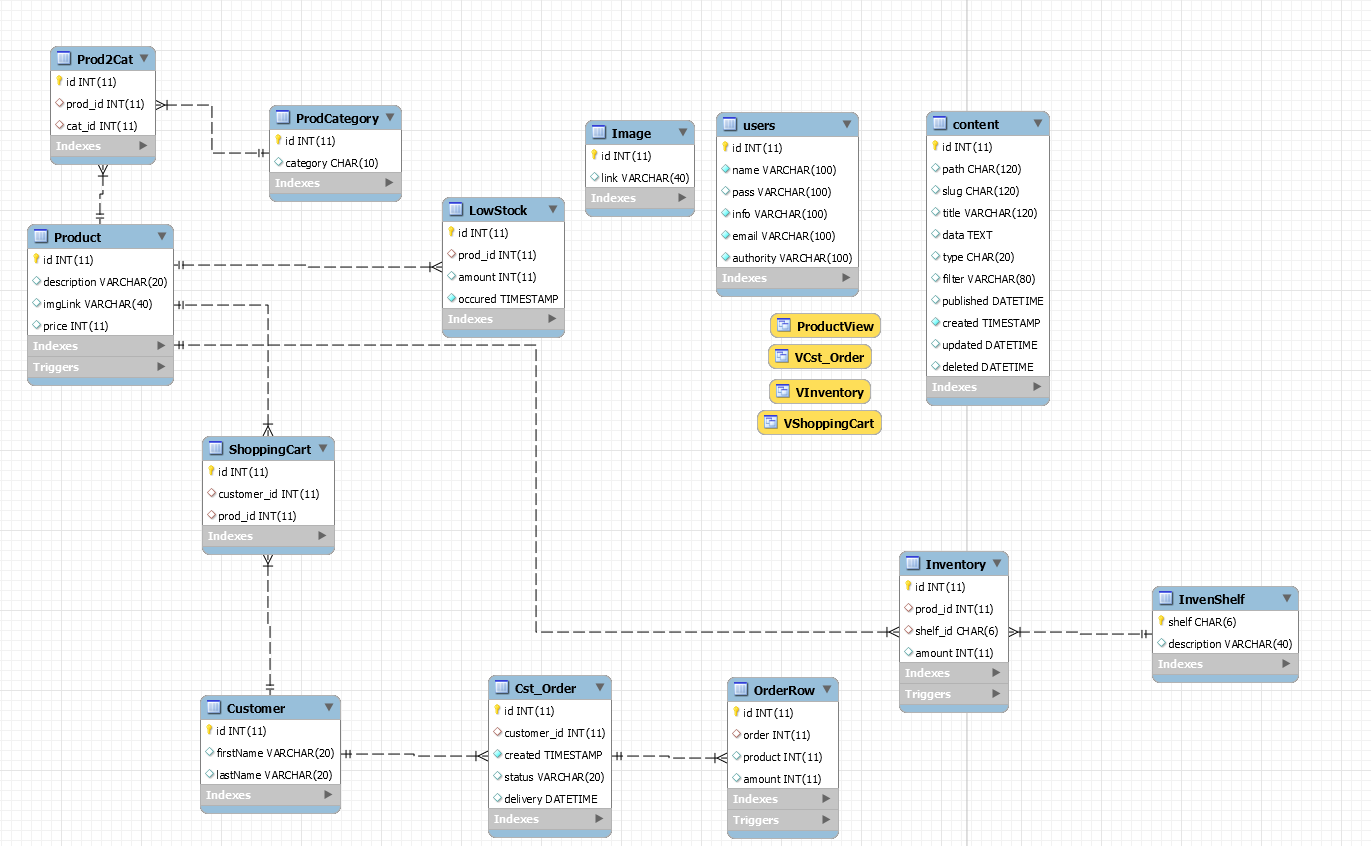 Prod2Cat
id INT(11)
prod_id INT(11)
cat_id INT(11)
Indexes
ProdCategory
id INT(11)
category CHAR(10)
Indexes
Image
id INT(11)
link VARCHAR(40)
Indexes
users
id INT(11)
name VARCHAR(100)
pass VARCHAR(100)
info VARCHAR(100)
email VARCHAR(100)
authority VARCHAR(100)
Indexes
content
id INT(11)
path CHAR(120)
slug CHAR(120)
title VARCHAR(120)
data TEXT
type CHAR(20)
filter VARCHAR(80)
published DATETIME
created TIMESTAMP
updated DATETIME
deleted DATETIME
Indexes
Product
id INT(11)
description VARCHAR(20)
imgLink VARCHAR(40)
price INT(11)
Indexes
Triggers
LowStock
id INT(11)
prod_id INT(11)
amount INT(11)
occured TIMESTAMP
Indexes
ProductView
VCst_Order
VInventory
VShoppingCart
ShoppingCart
id INT(11)
customer_id INT(11)
prod_id INT(11)
Indexes
Inventory
id INT(11)
prod_id INT(11)
shelf_id CHAR(6)
amount INT(11)
Indexes
Triggers
InvenShelf
shelf CHAR(6)
description VARCHAR(40)
Indexes
Customer
id INT(11)
firstName VARCHAR(20)
lastName VARCHAR(20)
Indexes
Cst_Order
id INT(11)
customer_id INT(11)
created TIMESTAMP
status VARCHAR(20)
delivery DATETIME
Indexes
OrderRow
id INT(11)
order INT(11)
product INT(11)
amount INT(11)
Indexes
Triggers